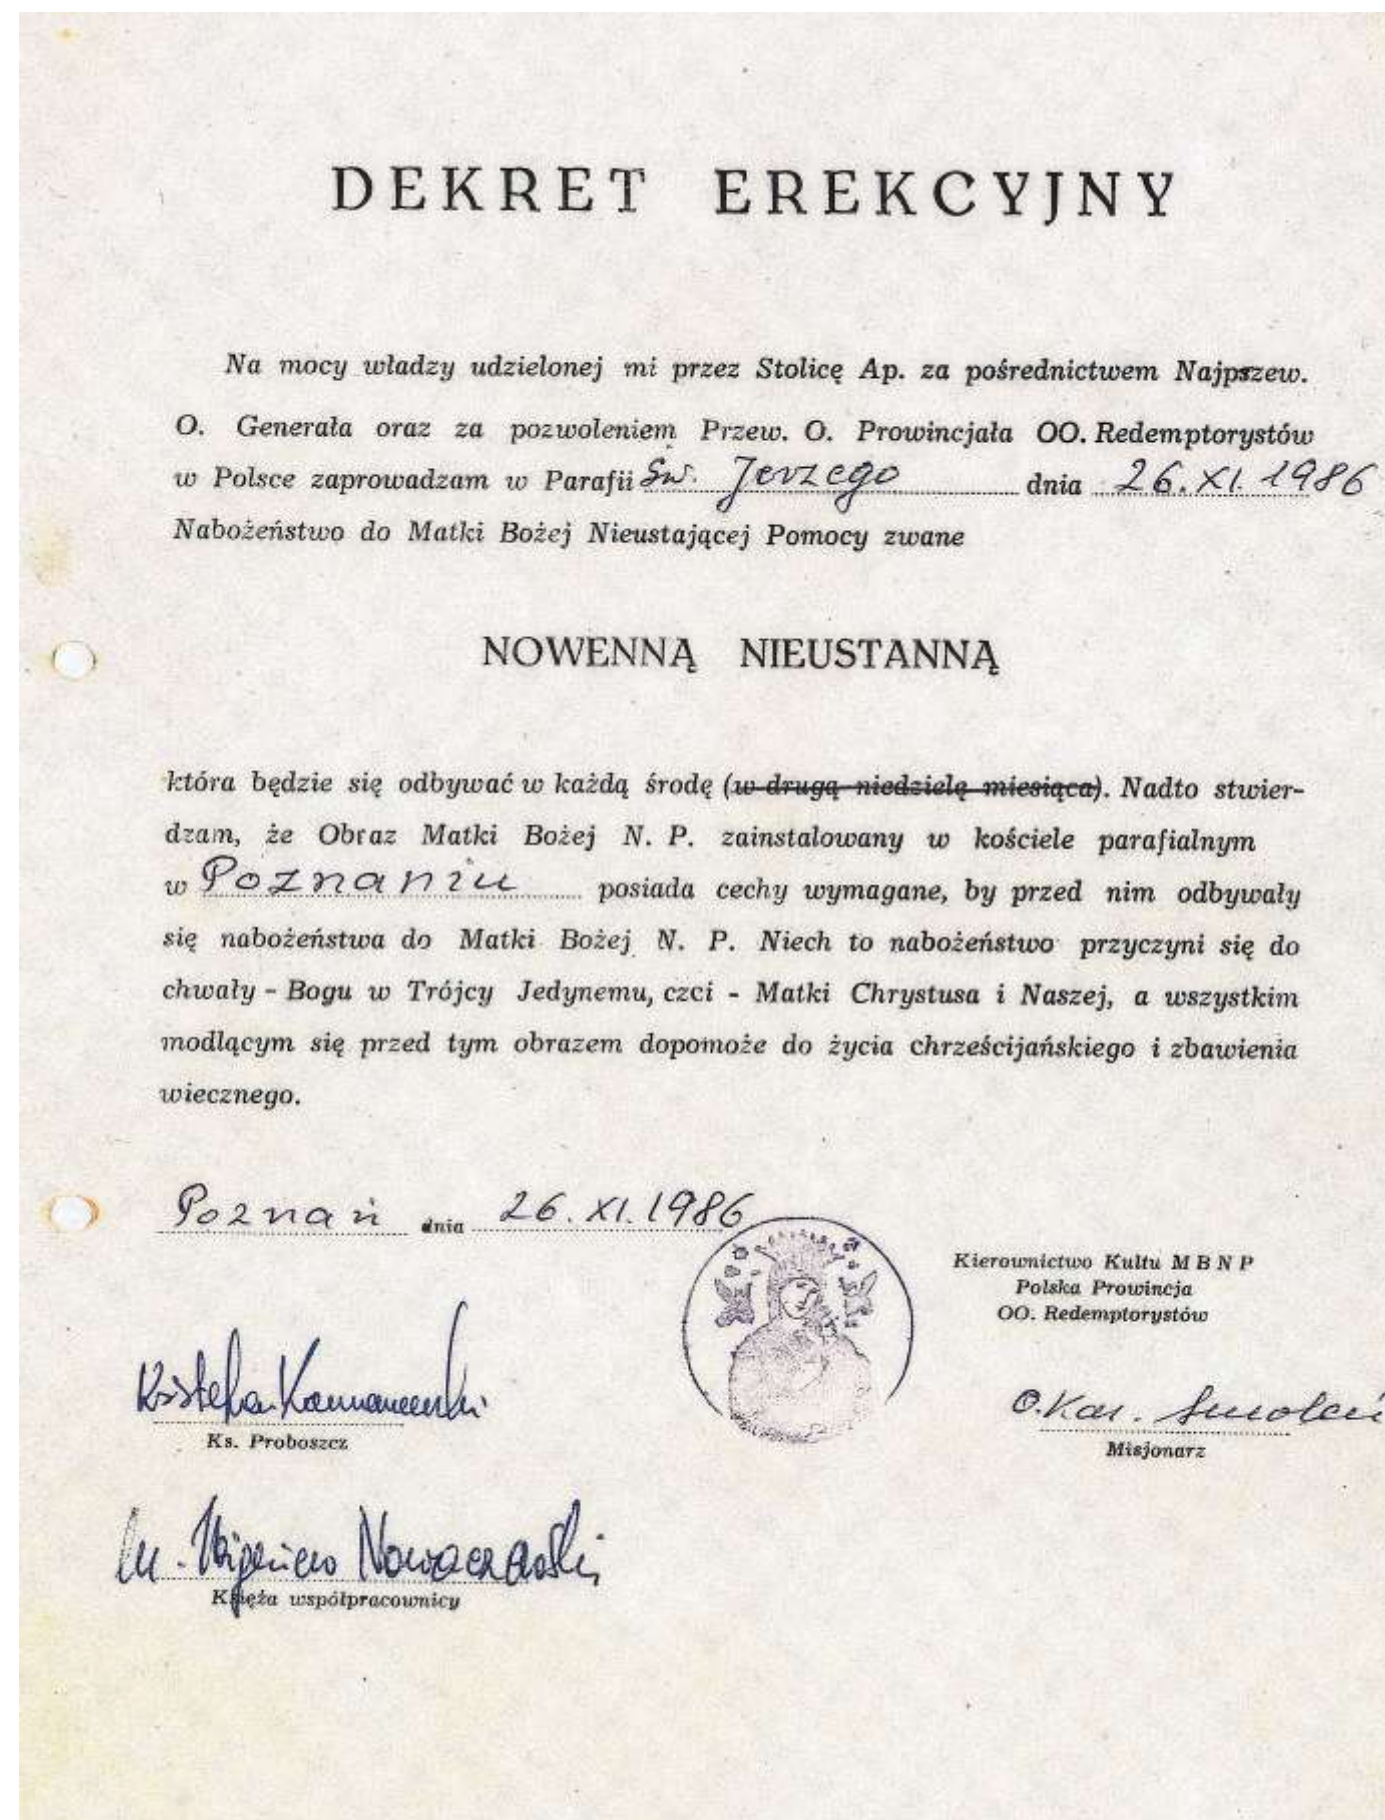 DEKRET EREKCYJNY
Na mocy władzy udzielonej mi przez Stolicę Ap. za pośrednictwem Najpszew.
O. Generała oraz za pozwoleniem Przew. O. Prowincjała OO. Redemptorystów
w Polsce zaprowadzam w Parafii Św. Jerzego dnia 26.XI.1986
Nabożeństwo do Matki Bożej Nieustającej Pomocy zwane
NOWENNĄ NIEUSTANNĄ
która będzie się odbywać w każdą środę (w drugą niedzielę miesiąca). Nadto stwier-
dzam, że Obraz Matki Bożej N. P. zainstalowany w kościele parafialnym
w Poznaniu posiada cechy wymagane, by przed nim odbywały
się nabożeństwa do Matki Bożej N. P. Niech to nabożeństwo przyczyni się do
chwały - Bogu w Trójcy Jedynemu, czci - Matki Chrystusa i Naszej, a wszystkim
modlącym się przed tym obrazem dopomoże do życia chrześcijańskiego i zbawienia
wiecznego.
Poznań dnia 26.XI.1986
Kierownictwo Kultu M B N P
Polska Prowincja
OO. Redemptorystów
O. Kaz. Smoleń
Ks. Proboszcz
Misjonarz
Nowaczewski
Księża współpracownicy